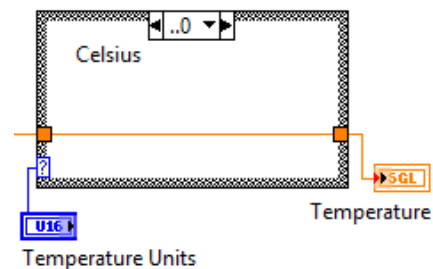 ..0
Celsius
?
SGL
U16
Temperature
Temperature Units